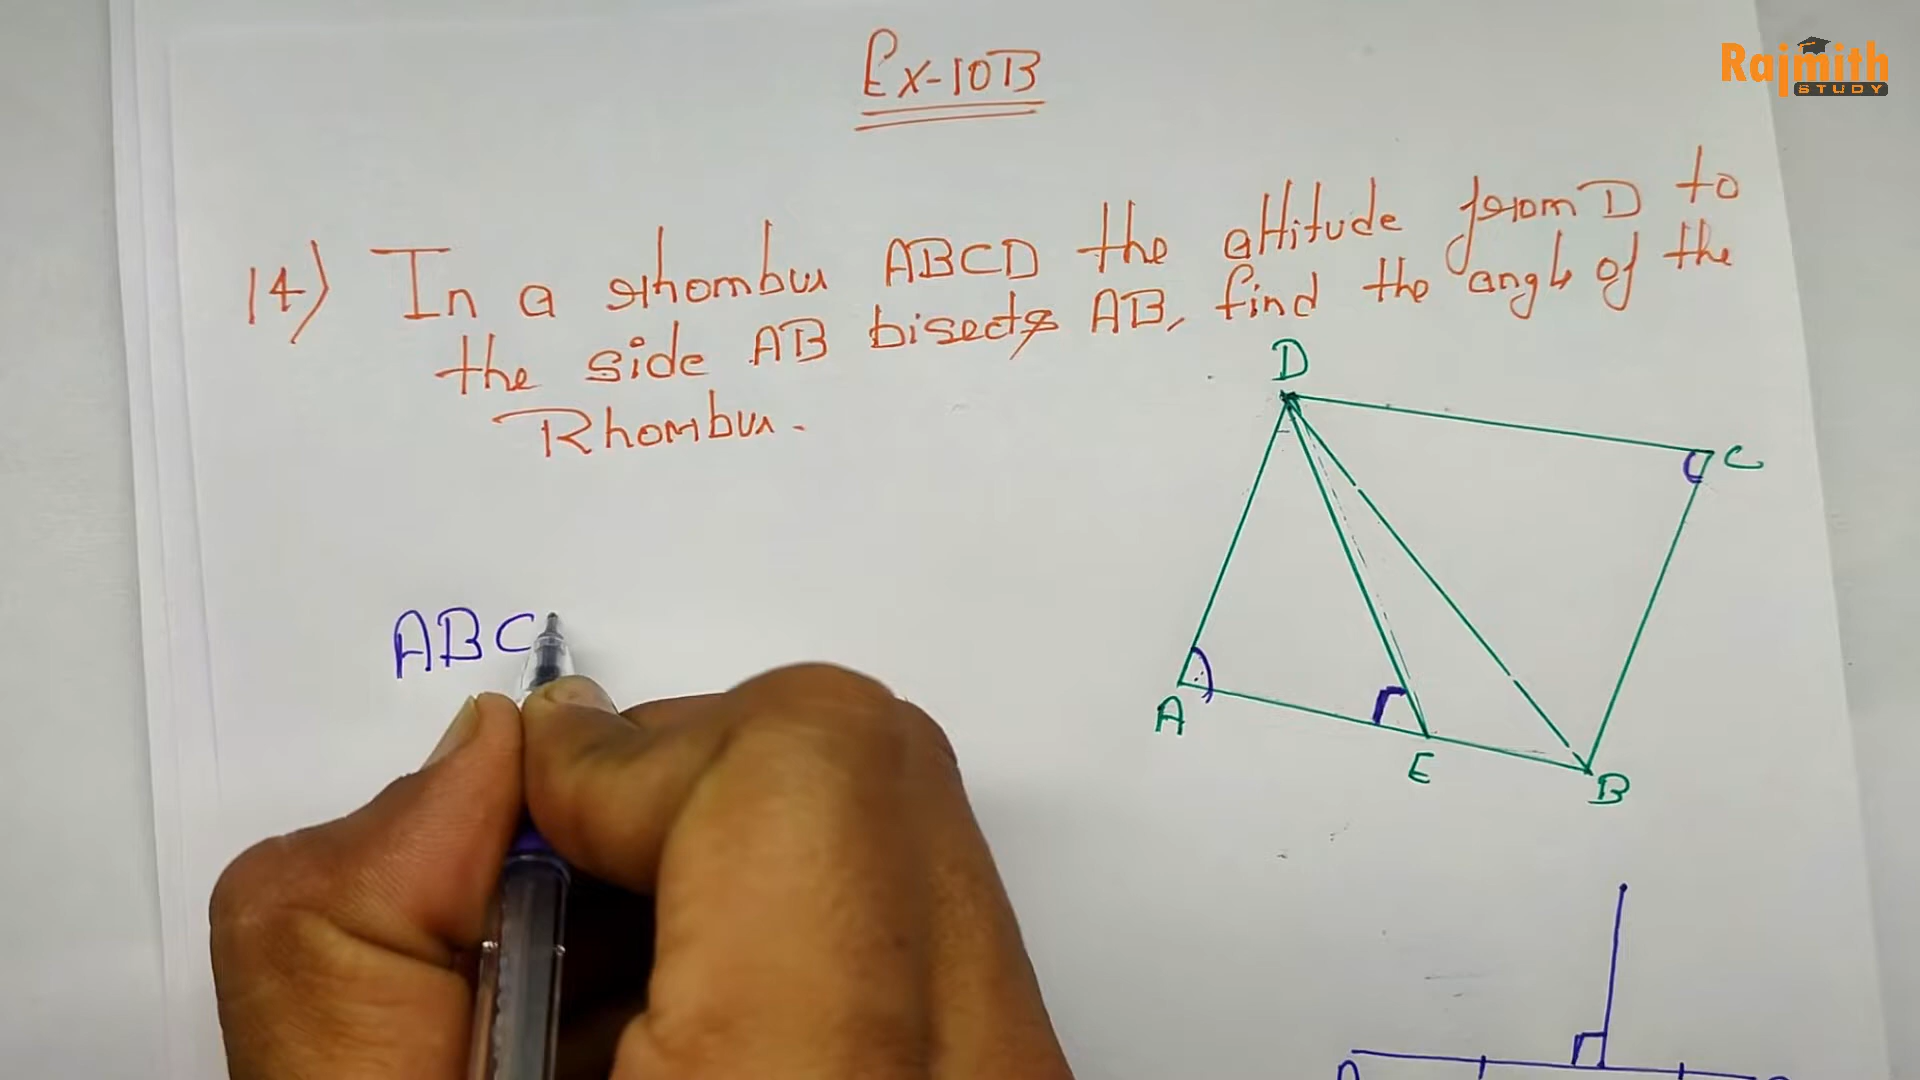 Ex-10B
Rajmith
STUDY
14) In a rhombus ABCD the altitude from D to
the side AB bisects AB, find the angle of the
Rhombus.
D
C
ABC
A
E
B